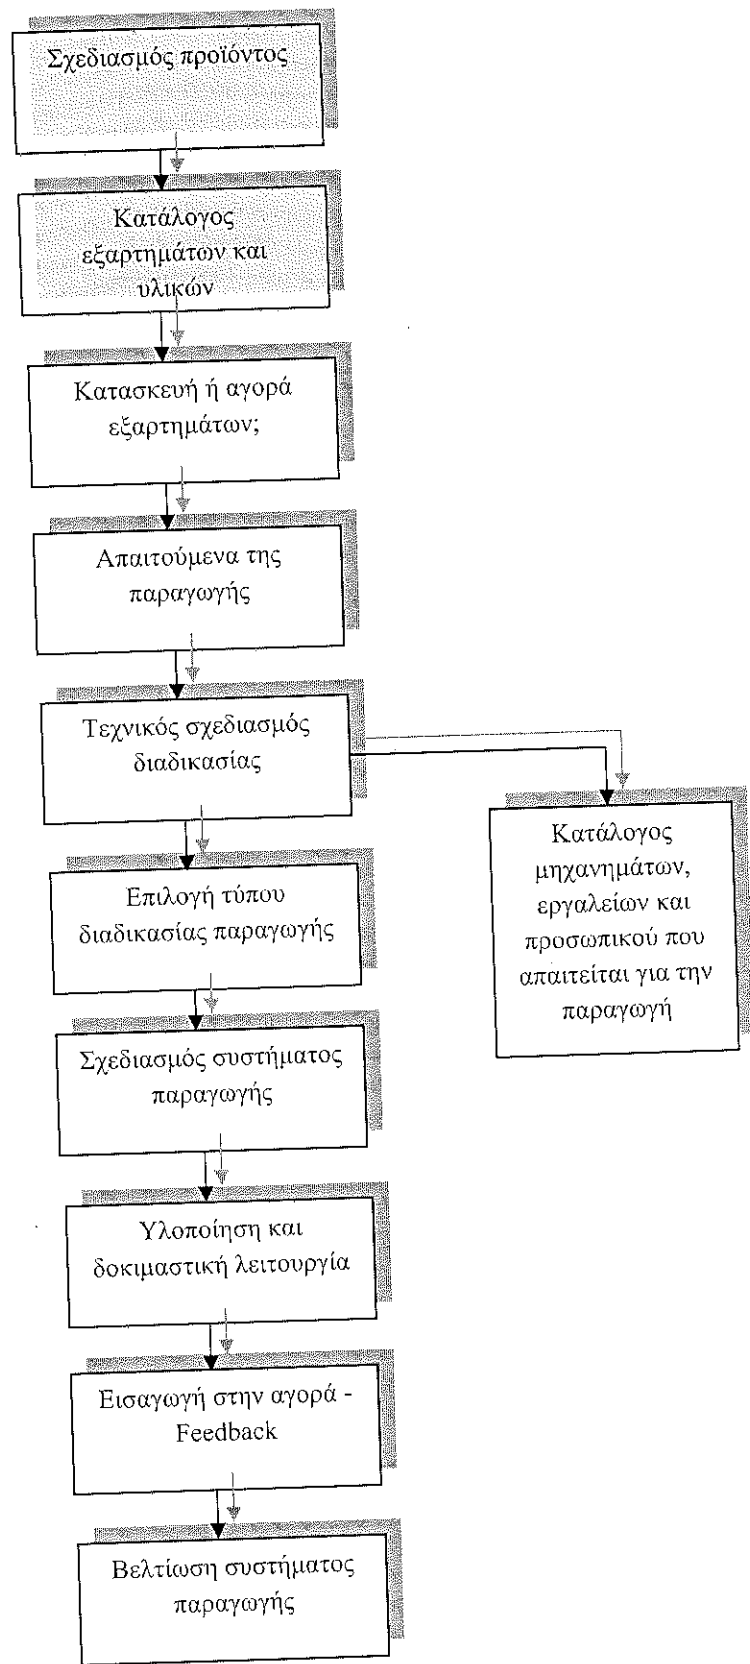 Σχεδιασμός προϊόντος
Κατάλογος
εξαρτημάτων και
υλικών
Κατασκευή ή αγορά
εξαρτημάτων;
Απαιτούμενα της
παραγωγής
Τεχνικός σχεδιασμός
διαδικασίας
Κατάλογος
μηχανημάτων,
εργαλείων και
προσωπικού που
απαιτείται για την
παραγωγή
Επιλογή τύπου
διαδικασίας παραγωγής
Σχεδιασμός συστήματος
παραγωγής
Υλοποίηση και
δοκιμαστική λειτουργία
Εισαγωγή στην αγορά -
Feedback
Βελτίωση συστήματος
παραγωγής